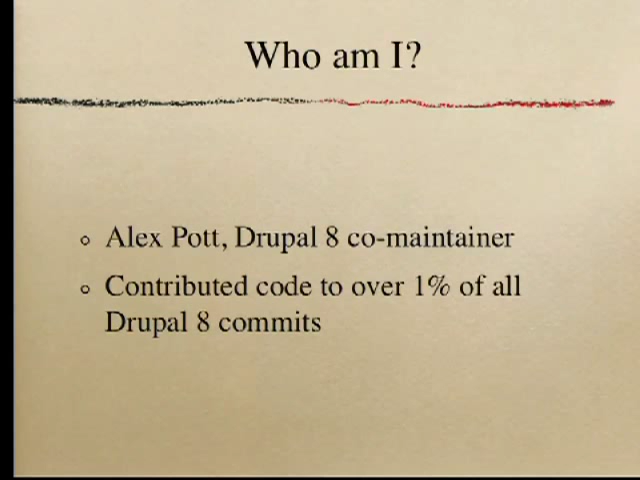 Who am I?
Alex Pott, Drupal 8 co-maintainer
Contributed code to over 1% of all
Drupal 8 commits